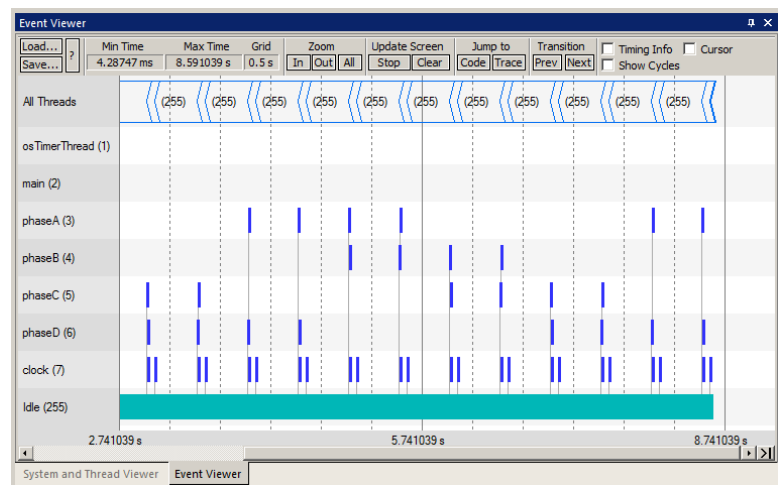 Event Viewer
Load... Min Time Max Time Grid Zoom Update Screen Jump to Transition Timing Info Cursor
Save... ? 4.28747 ms 8.591039 s 0.5 s In Out All Stop Clear Code Trace Prev Next Show Cycles
All Threads (255) (255) (255) (255) (255) (255) (255) (255) (255) (255) (255)
osTimerThread (1)
main (2)
phaseA (3)
phaseB (4)
phaseC (5)
phaseD (6)
clock (7)
Idle (255)
2.741039 s 5.741039 s 8.741039 s
System and Thread Viewer Event Viewer